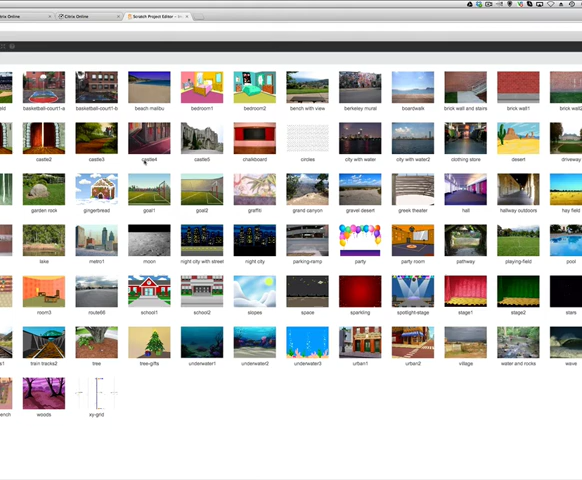 Citrix Online
Citrix Online
Scratch Project Editor
basketball-court1-a
basketball-court1-b
beach malibu
bedroom1
bedroom2
bench with view
berkeley mural
boardwalk
brick wall and stairs
brick wall1
brick wall2
castle2
castle3
castle4
castle5
chalkboard
circles
city with water
city with water2
clothing store
desert
driveway
garden rock
gingerbread
goal1
goal2
graffiti
grand canyon
gravel desert
greek theater
hall
hallway outdoors
hay field
lake
metro1
moon
night city with street
night city
parking-ramp
party
party room
pathway
playing-field
pool
room3
route66
school1
school2
slopes
space
sparkling
spotlight-stage
stage1
stage2
stars
train tracks2
tree
tree-gifts
underwater1
underwater2
underwater3
urban1
urban2
village
water and rocks
wave
woods
xy-grid